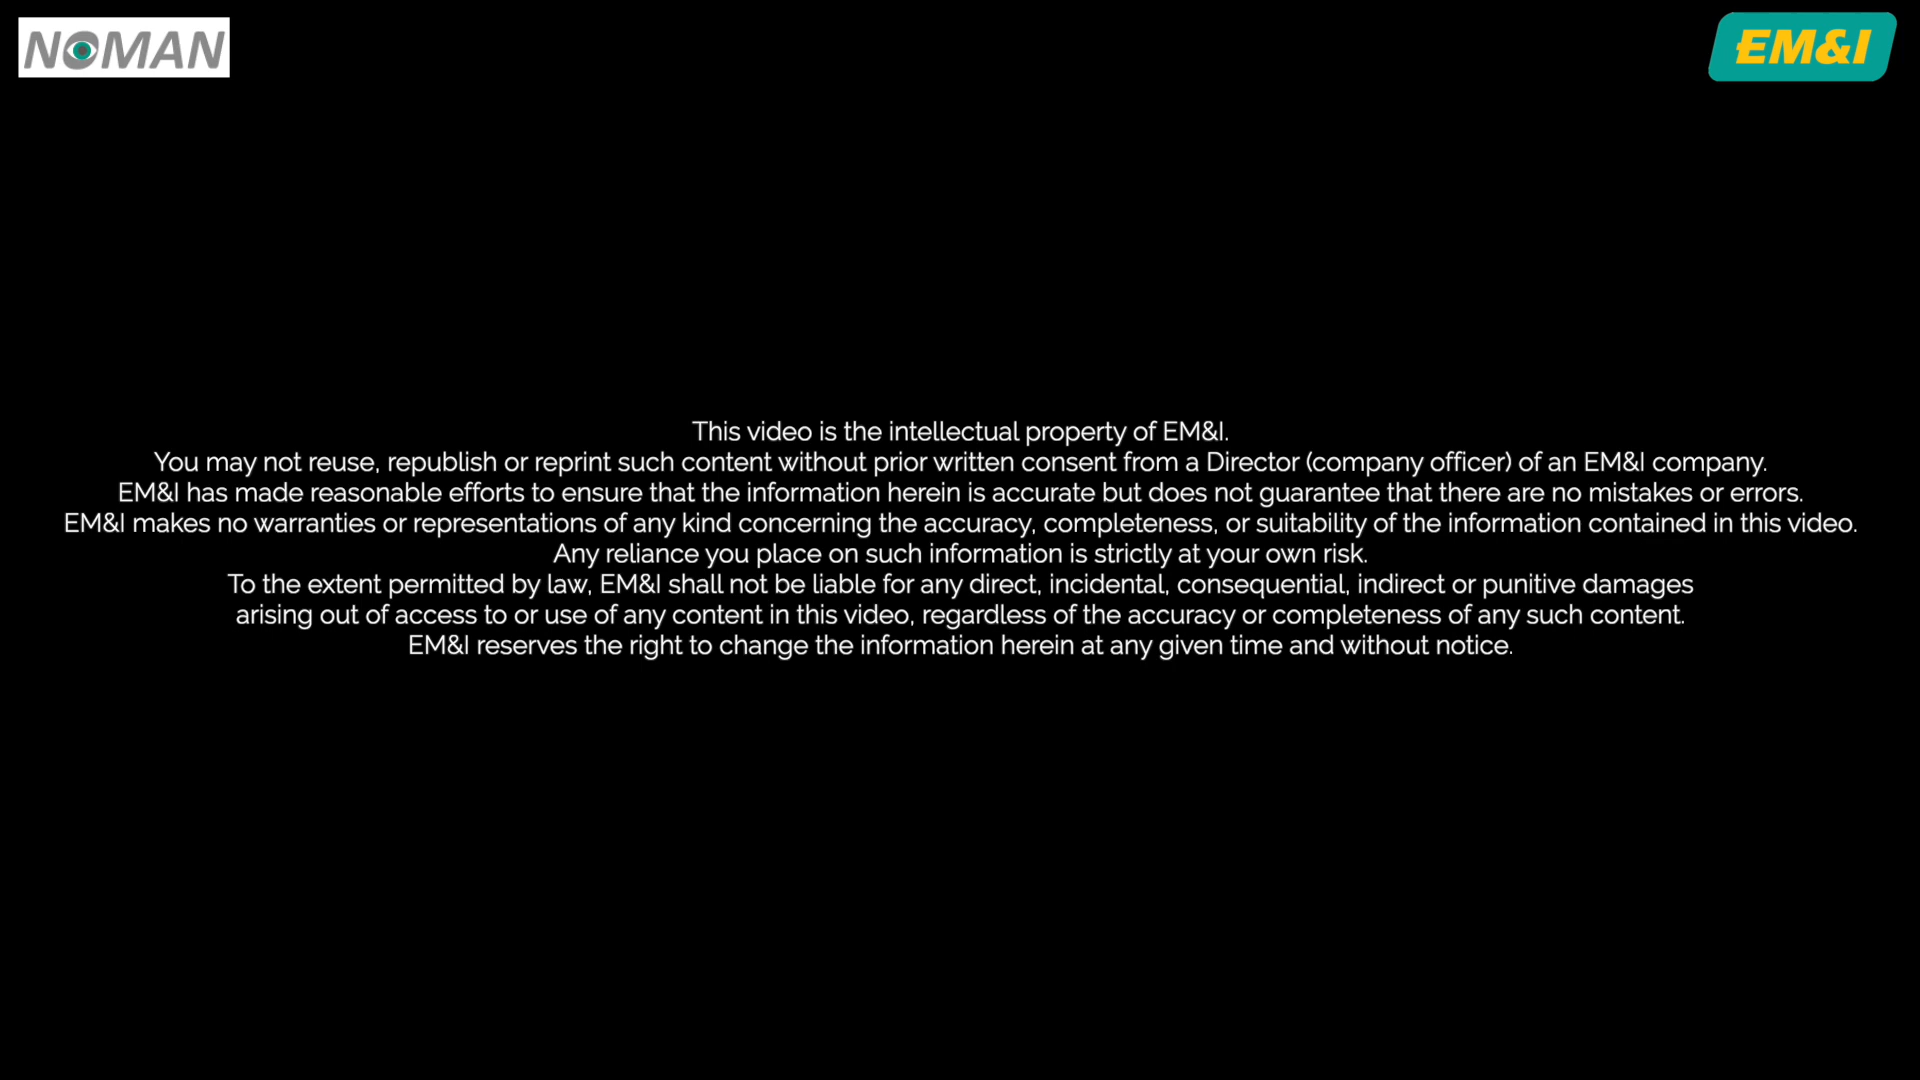 NOMAN
EM&I
This video is the intellectual property of EM&I.
You may not reuse, republish or reprint such content without prior written consent from a Director (company officer) of an EM&I company.
EM&I has made reasonable efforts to ensure that the information herein is accurate but does not guarantee that there are no mistakes or errors.
EM&I makes no warranties or representations of any kind concerning the accuracy, completeness, or suitability of the information contained in this video.
Any reliance you place on such information is strictly at your own risk.
To the extent permitted by law, EM&I shall not be liable for any direct, incidental, consequential, indirect or punitive damages
arising out of access to or use of any content in this video, regardless of the accuracy or completeness of any such content.
EM&I reserves the right to change the information herein at any given time and without notice.